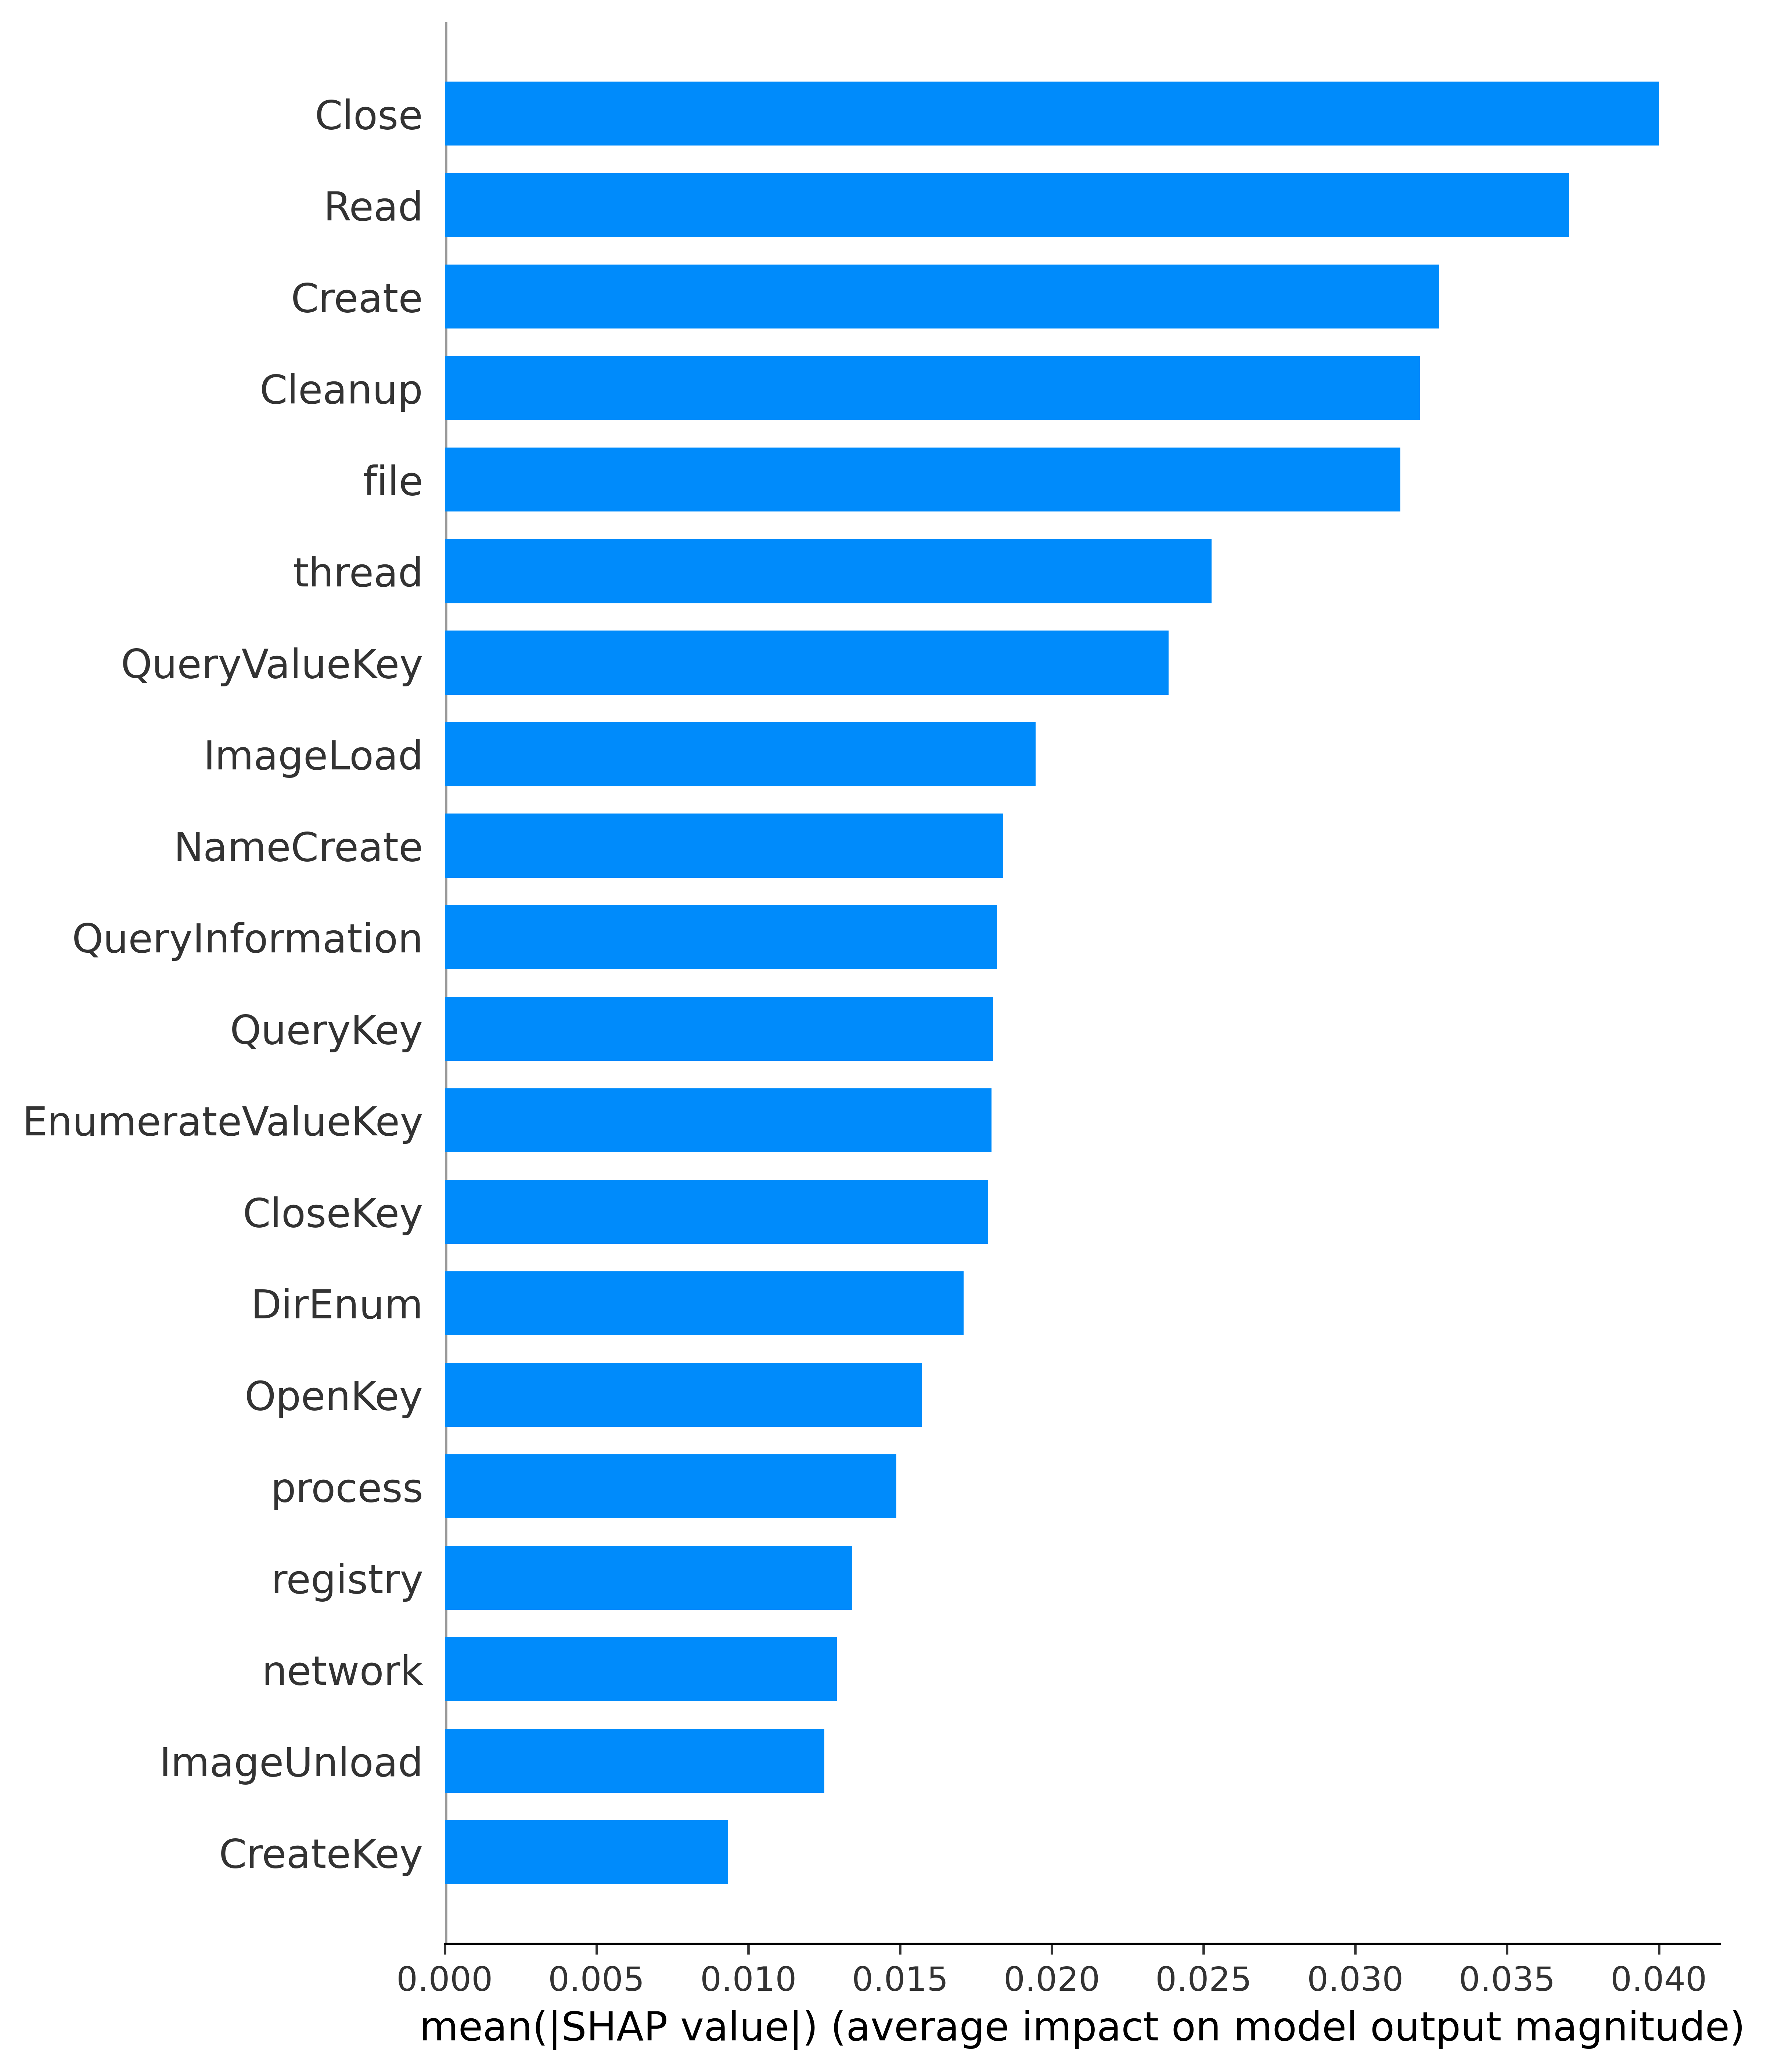 Close
Read
Create
Cleanup
file
thread
QueryValueKey
ImageLoad
NameCreate
QueryInformation
QueryKey
EnumerateValueKey
CloseKey
DirEnum
OpenKey
process
registry
network
ImageUnload
CreateKey
0.000 0.005 0.010 0.015 0.020 0.025 0.030 0.035 0.040
mean(|SHAP value|) (average impact on model output magnitude)